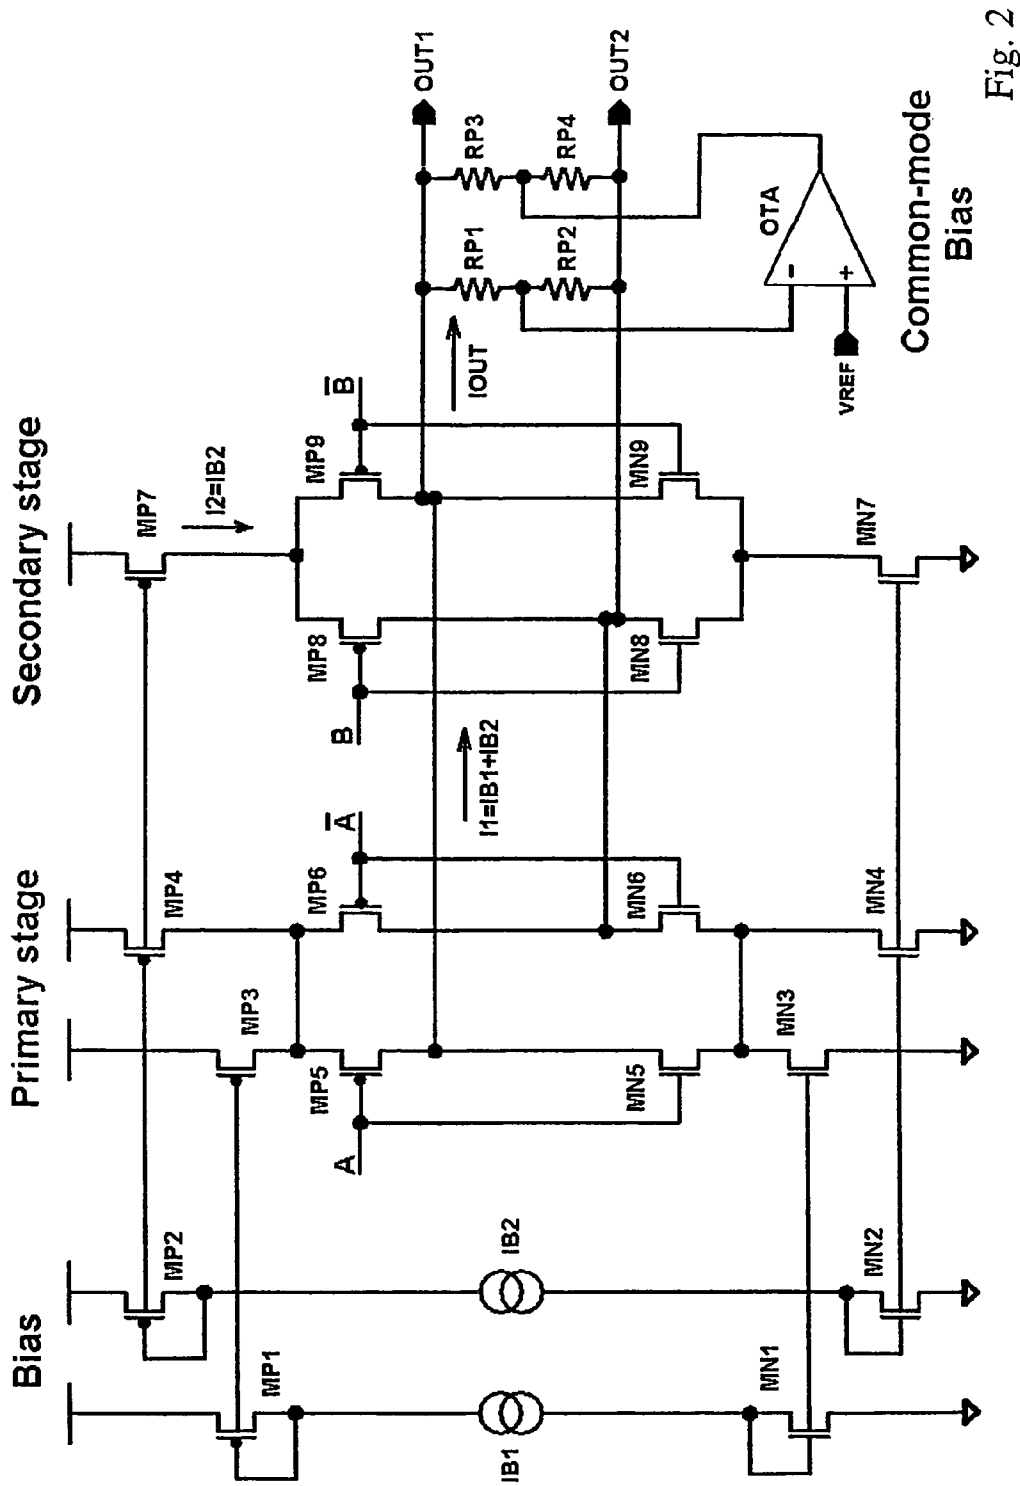 Bias
Primary stage
Secondary stage
MP1
MP2
MP3
MP4
MP7
I2=IB2
MP5
MP6
MP8
MP9
A
A̅
B
B̅
I1=IB1+IB2
IOUT
IB1
IB2
MN1
MN2
MN3
MN4
MN5
MN6
MN7
MN8
MN9
RP1
RP2
RP3
RP4
OUT1
OUT2
OTA
-
+
VREF
Common-mode
Bias
Fig. 2